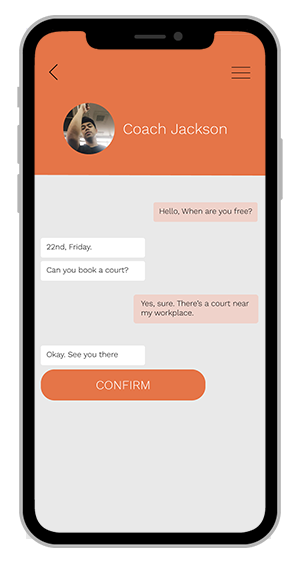 Coach Jackson
Hello, When are you free?
22nd, Friday.
Can you book a court?
Yes, sure. There's a court near
my workplace.
Okay. See you there
CONFIRM